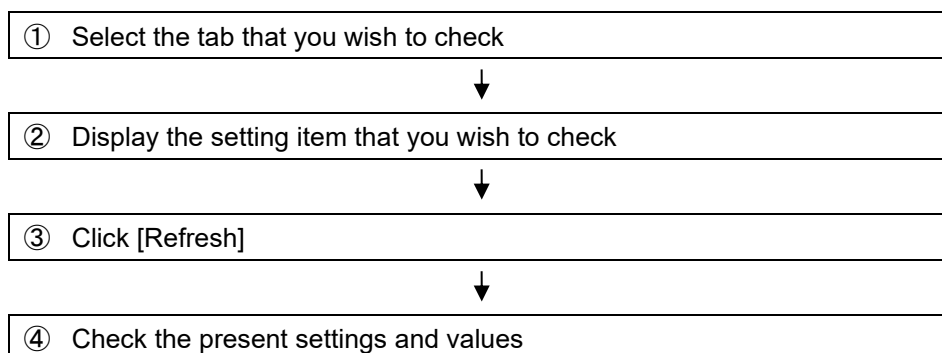 ① Select the tab that you wish to check
② Display the setting item that you wish to check
③ Click [Refresh]
④ Check the present settings and values